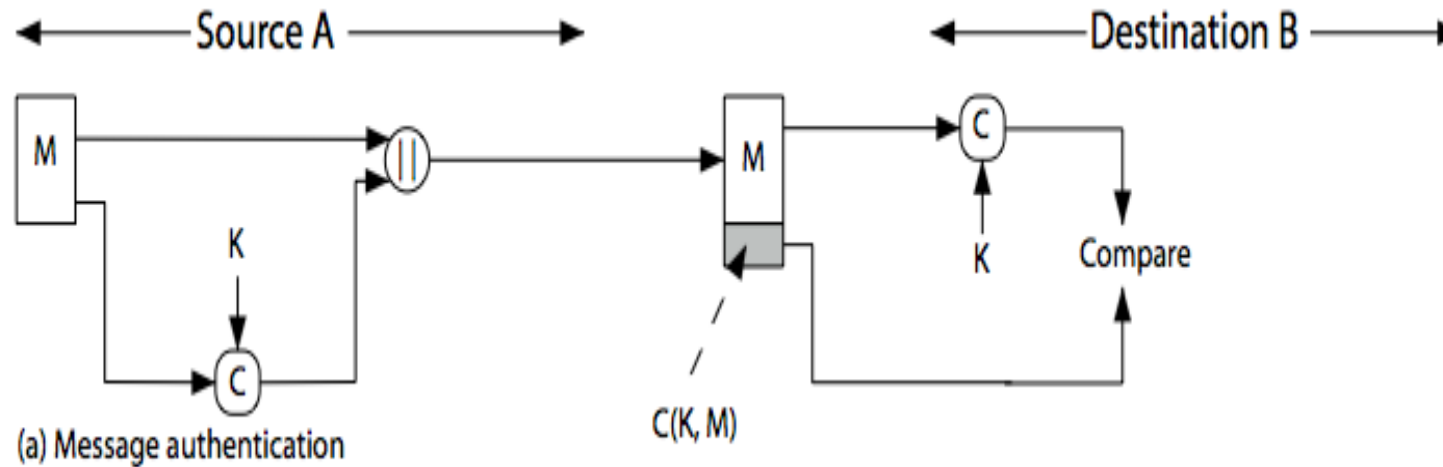 Source A
Destination B
M
||
M
C
K
K
Compare
C
C(K, M)
(a) Message authentication